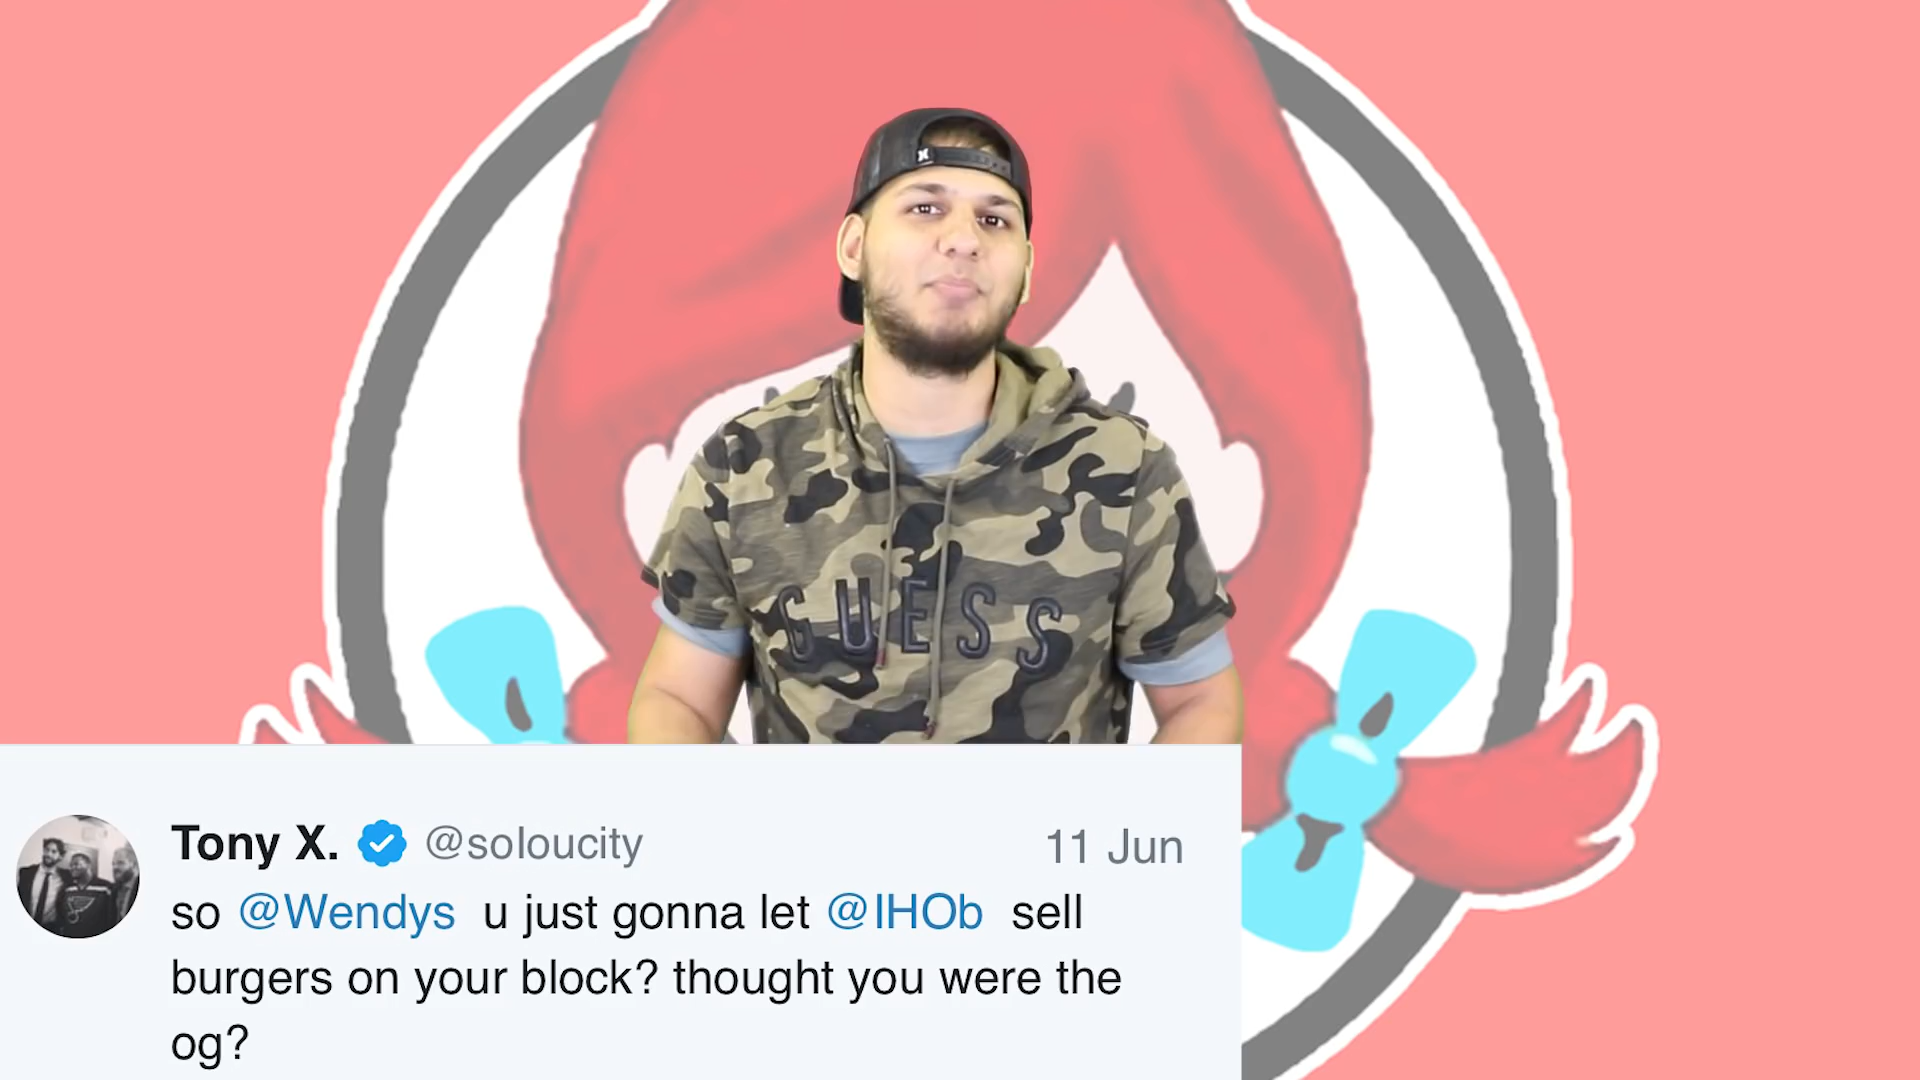 GUESS
Tony X. @soloucity 11 Jun
so @Wendys u just gonna let @IHOb sell
burgers on your block? thought you were the
og?